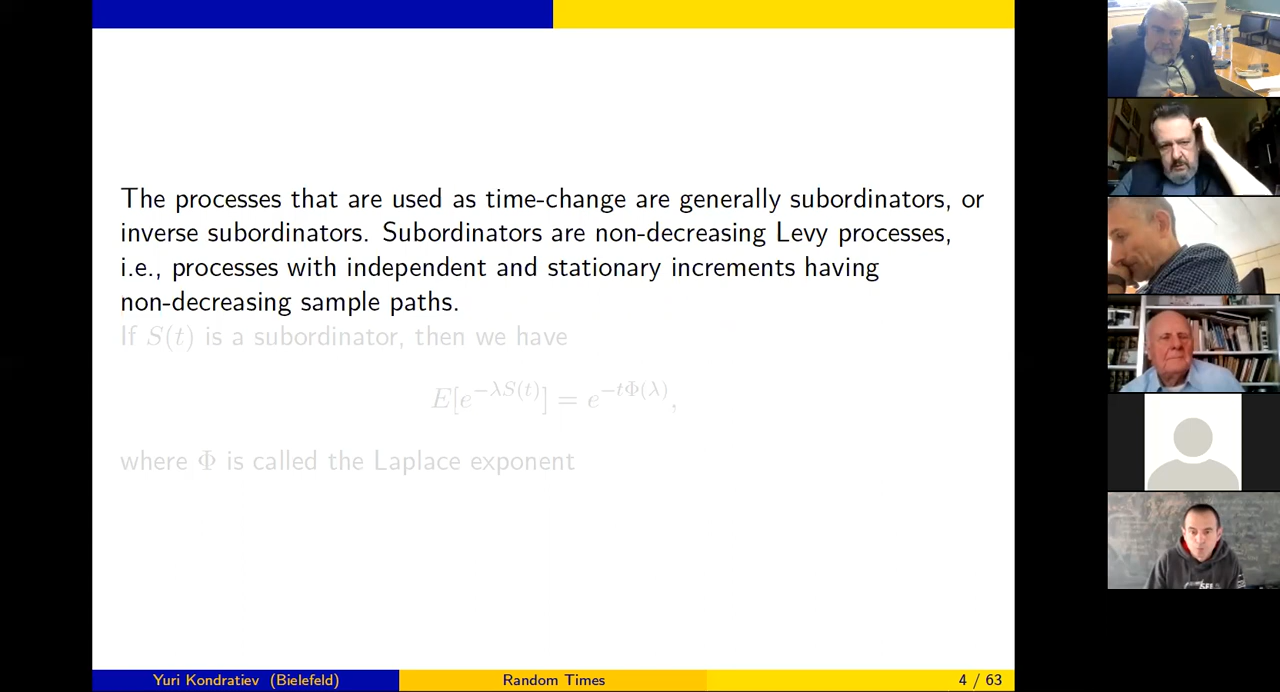 The processes that are used as time-change are generally subordinators, or
inverse subordinators. Subordinators are non-decreasing Levy processes,
i.e., processes with independent and stationary increments having
non-decreasing sample paths.
If S(t) is a subordinator, then we have
E[e^{−λS(t)}] = e^{−tΦ(λ)},
where Φ is called the Laplace exponent
Yuri Kondratiev (Bielefeld) Random Times 4 / 63